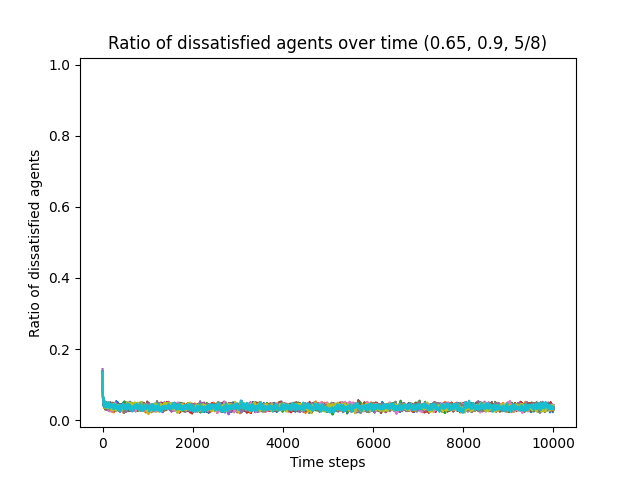 Ratio of dissatisfied agents over time (0.65, 0.9, 5/8)
1.0
0.8
0.6
0.4
0.2
0.0
Ratio of dissatisfied agents
0 2000 4000 6000 8000 10000
Time steps